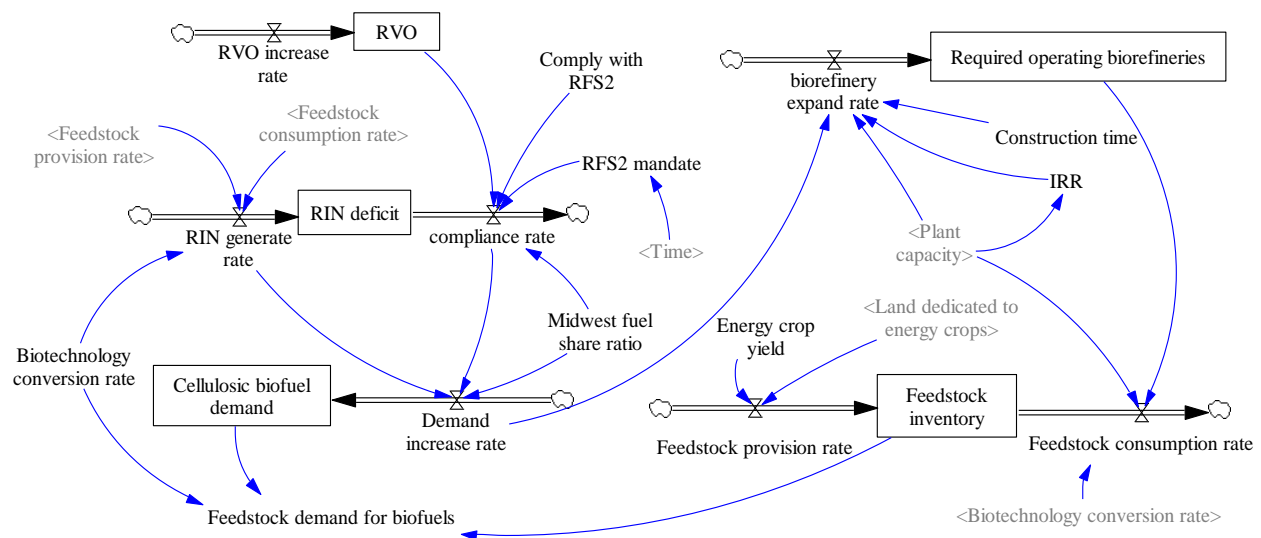 RVO
RVO increase
rate
Comply with
RFS2
Required operating biorefineries
biorefinery
expand rate
<Feedstock
consumption rate>
<Feedstock
provision rate>
Construction time
RFS2 mandate
IRR
RIN deficit
RIN generate
rate
compliance rate
<Time>
<Plant
capacity>
Midwest fuel
share ratio
Energy crop
yield
<Land dedicated to
energy crops>
Biotechnology
conversion rate
Cellulosic biofuel
demand
Demand
increase rate
Feedstock
inventory
Feedstock provision rate
Feedstock consumption rate
Feedstock demand for biofuels
<Biotechnology conversion rate>